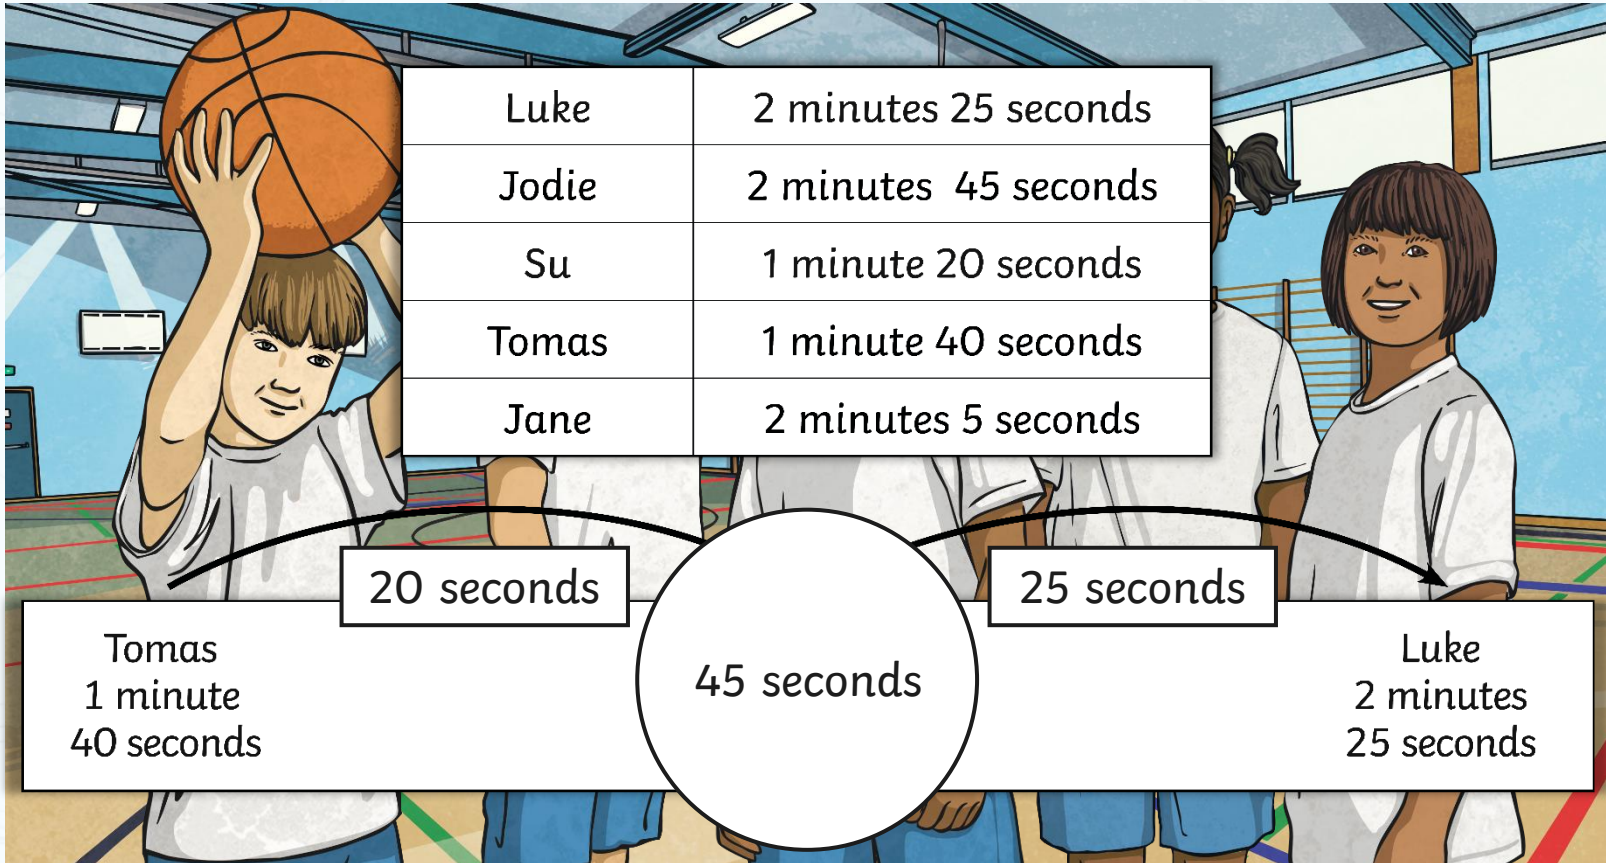 Luke 2 minutes 25 seconds
Jodie 2 minutes 45 seconds
Su 1 minute 20 seconds
Tomas 1 minute 40 seconds
Jane 2 minutes 5 seconds
20 seconds
25 seconds
Tomas
1 minute
40 seconds
45 seconds
Luke
2 minutes
25 seconds